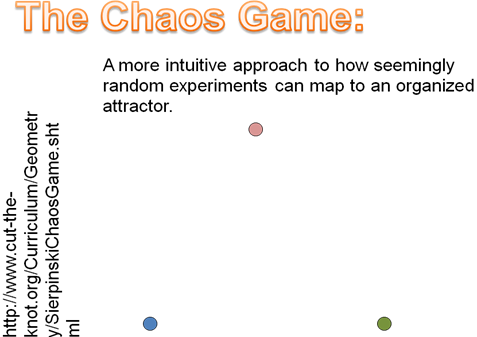 The Chaos Game:
A more intuitive approach to how seemingly
random experiments can map to an organized
attractor.
http://www.cut-the-
knot.org/Curriculum/Geometr
y/SierpinskiChaosGame.sht
ml